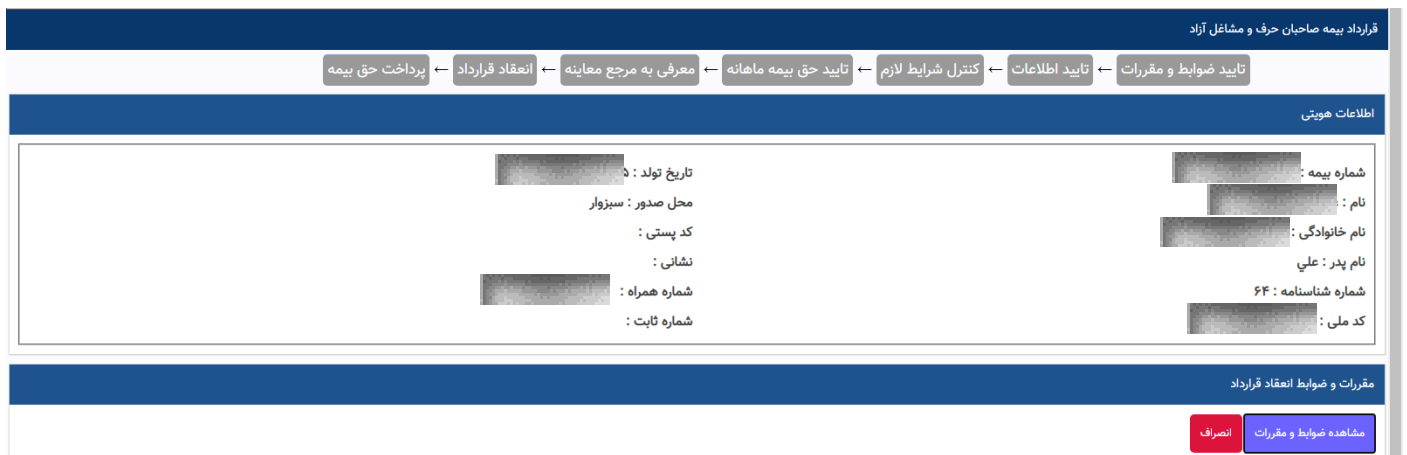 قرارداد بیمه صاحبان حرف و مشاغل آزاد
تایید ضوابط و مقررات ← تایید اطلاعات ← کنترل شرایط لازم ← تایید حق بیمه ماهانه ← معرفی به مرجع معاینه ← انعقاد قرارداد ← پرداخت حق بیمه
اطلاعات هویتی
شماره بیمه :
نام :
نام خانوادگی :
نام پدر : علي
شماره شناسنامه : ۶۴
کد ملی :
تاریخ تولد : ۵
محل صدور : سبزوار
کد پستی :
نشانی :
شماره همراه :
شماره ثابت :
مقررات و ضوابط انعقاد قرارداد
مشاهده ضوابط و مقررات انصراف